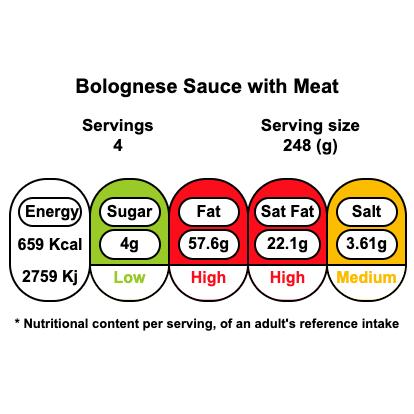 Bolognese Sauce with Meat
Servings Serving size
4 248 (g)
Energy Sugar Fat Sat Fat Salt
659 Kcal 4g 57.6g 22.1g 3.61g
2759 Kj Low High High Medium
* Nutritional content per serving, of an adult's reference intake